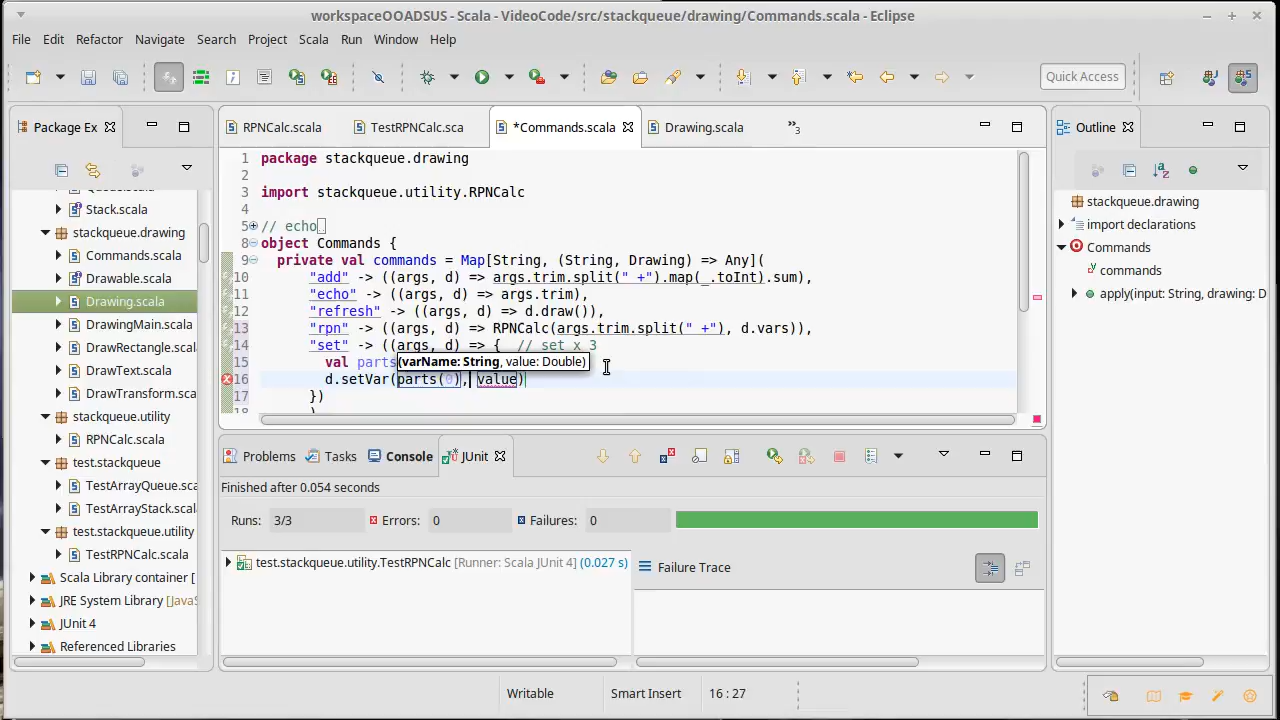 workspaceOOADSUS - Scala - VideoCode/src/stackqueue/drawing/Commands.scala - Eclipse
File Edit Refactor Navigate Search Project Scala Run Window Help
Quick Access
Package Ex
RPNCalc.scala TestRPNCalc.sca *Commands.scala Drawing.scala »3
Outline
Queue.scala
Stack.scala
stackqueue.drawing
Commands.scala
Drawable.scala
Drawing.scala
DrawingMain.scala
DrawRectangle.scal
DrawText.scala
DrawTransform.scal
stackqueue.utility
RPNCalc.scala
test.stackqueue
TestArrayQueue.sca
TestArrayStack.scal
test.stackqueue.utility
TestRPNCalc.scala
Scala Library container [
JRE System Library [JavaS
JUnit 4
Referenced Libraries
1 package stackqueue.drawing
2
3 import stackqueue.utility.RPNCalc
4
5 // echo
8 object Commands {
9 private val commands = Map[String, (String, Drawing) => Any](
10 "add" -> ((args, d) => args.trim.split(" +").map(_.toInt).sum),
11 "echo" -> ((args, d) => args.trim),
12 "refresh" -> ((args, d) => d.draw()),
13 "rpn" -> ((args, d) => RPNCalc(args.trim.split(" +"), d.vars)),
14 "set" -> ((args, d) => { // set x 3
15 val parts
(varName: String, value: Double)
16 d.setVar(parts(0), value)
17 })
18 )
stackqueue.drawing
import declarations
Commands
commands
apply(input: String, drawing: D
Problems Tasks Console JUnit
Finished after 0.054 seconds
Runs: 3/3 Errors: 0 Failures: 0
test.stackqueue.utility.TestRPNCalc [Runner: Scala JUnit 4] (0.027 s)
Failure Trace
Writable Smart Insert 16 : 27